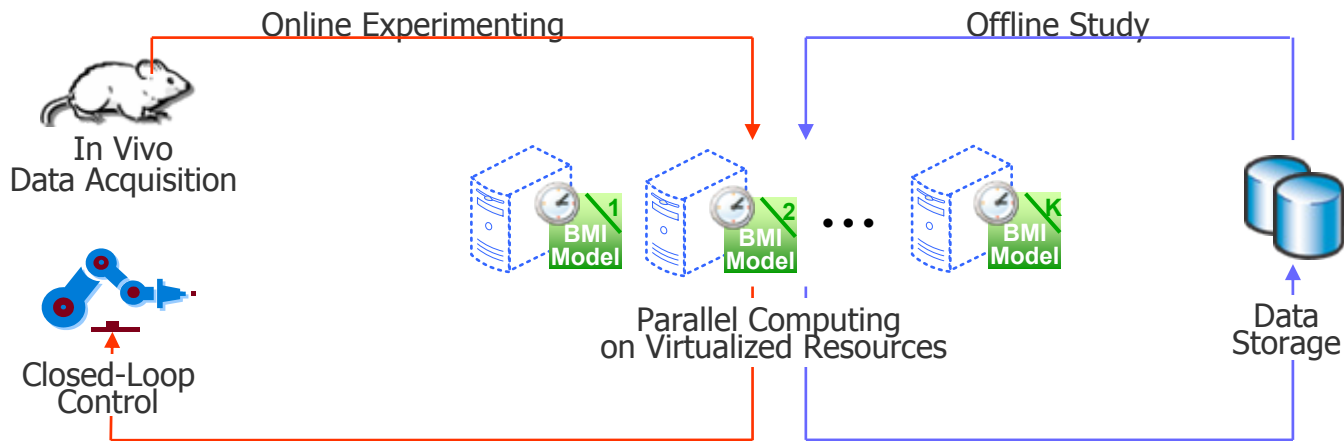 Online Experimenting
Offline Study
In Vivo
Data Acquisition
1
BMI
Model
2
BMI
Model
...
K
BMI
Model
Parallel Computing
on Virtualized Resources
Data
Storage
Closed-Loop
Control